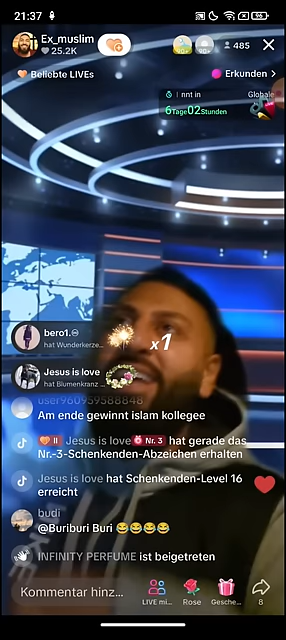 21:37
96
Ex_muslim
25.2K
485
Beliebte LIVEs
Erkunden >
nnt in
Globale
6Tage02Stunden
bero1.
hat Wunderkerze...
x1
Jesus is love
hat Blumenkranz ...
user960959588848
Am ende gewinnt islam kollegee
II Jesus is love Nr. 3 hat gerade das
Nr.-3-Schenkenden-Abzeichen erhalten
Jesus is love hat Schenkenden-Level 16
erreicht
budi
@Buriburi Buri 😂😂😂😂
INFINITY PERFUME ist beigetreten
Kommentar hinz...
LIVE mi...
Rose
Gesche...
8